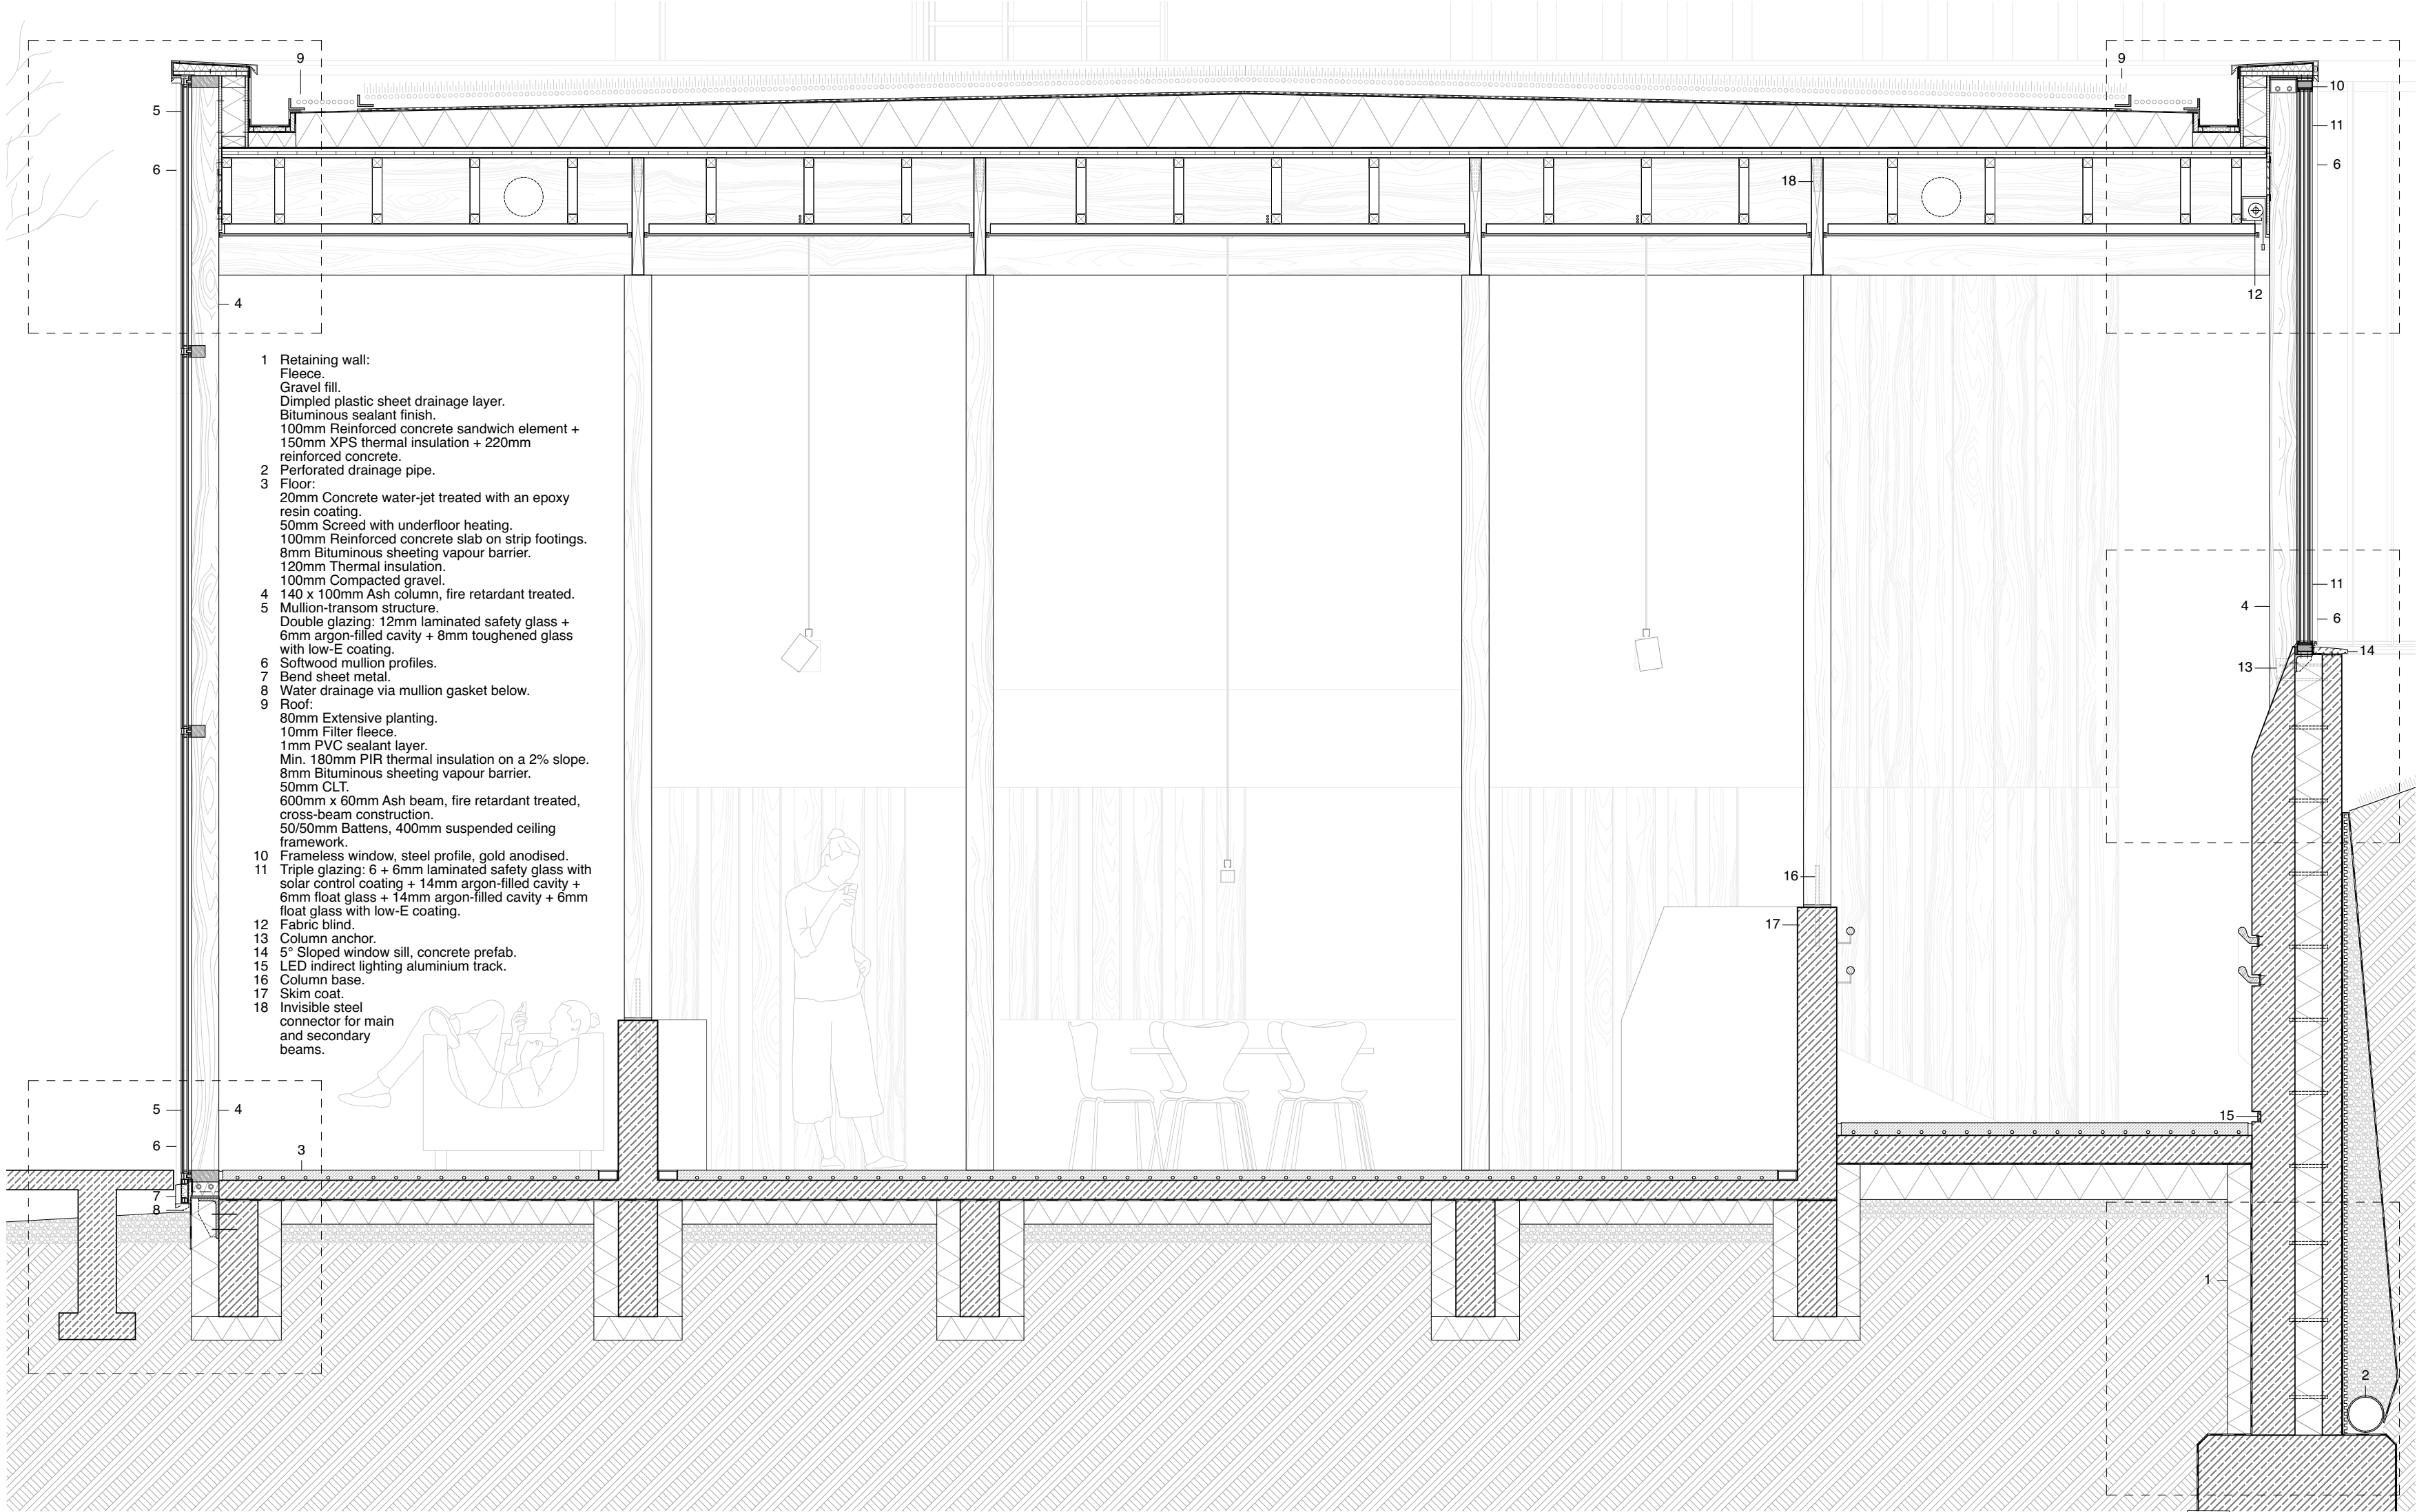 9
9
10
5
11
6
6
18
12
4
1 Retaining wall:
Fleece.
Gravel fill.
Dimpled plastic sheet drainage layer.
Bituminous sealant finish.
100mm Reinforced concrete sandwich element +
150mm XPS thermal insulation + 220mm
reinforced concrete.
2 Perforated drainage pipe.
3 Floor:
20mm Concrete water-jet treated with an epoxy
resin coating.
50mm Screed with underfloor heating.
100mm Reinforced concrete slab on strip footings.
8mm Bituminous sheeting vapour barrier.
120mm Thermal insulation.
100mm Compacted gravel.
4 140 x 100mm Ash column, fire retardant treated.
5 Mullion-transom structure.
Double glazing: 12mm laminated safety glass +
6mm argon-filled cavity + 8mm toughened glass
with low-E coating.
6 Softwood mullion profiles.
7 Bend sheet metal.
8 Water drainage via mullion gasket below.
9 Roof:
80mm Extensive planting.
10mm Filter fleece.
1mm PVC sealant layer.
Min. 180mm PIR thermal insulation on a 2% slope.
8mm Bituminous sheeting vapour barrier.
50mm CLT.
600mm x 60mm Ash beam, fire retardant treated,
cross-beam construction.
50/50mm Battens, 400mm suspended ceiling
framework.
10 Frameless window, steel profile, gold anodised.
11 Triple glazing: 6 + 6mm laminated safety glass with
solar control coating + 14mm argon-filled cavity +
6mm float glass + 14mm argon-filled cavity + 6mm
float glass with low-E coating.
12 Fabric blind.
13 Column anchor.
14 5° Sloped window sill, concrete prefab.
15 LED indirect lighting aluminium track.
16 Column base.
17 Skim coat.
18 Invisible steel
connector for main
and secondary
beams.
11
4
6
14
13
16
17
5
4
15
6
3
7
8
1
2